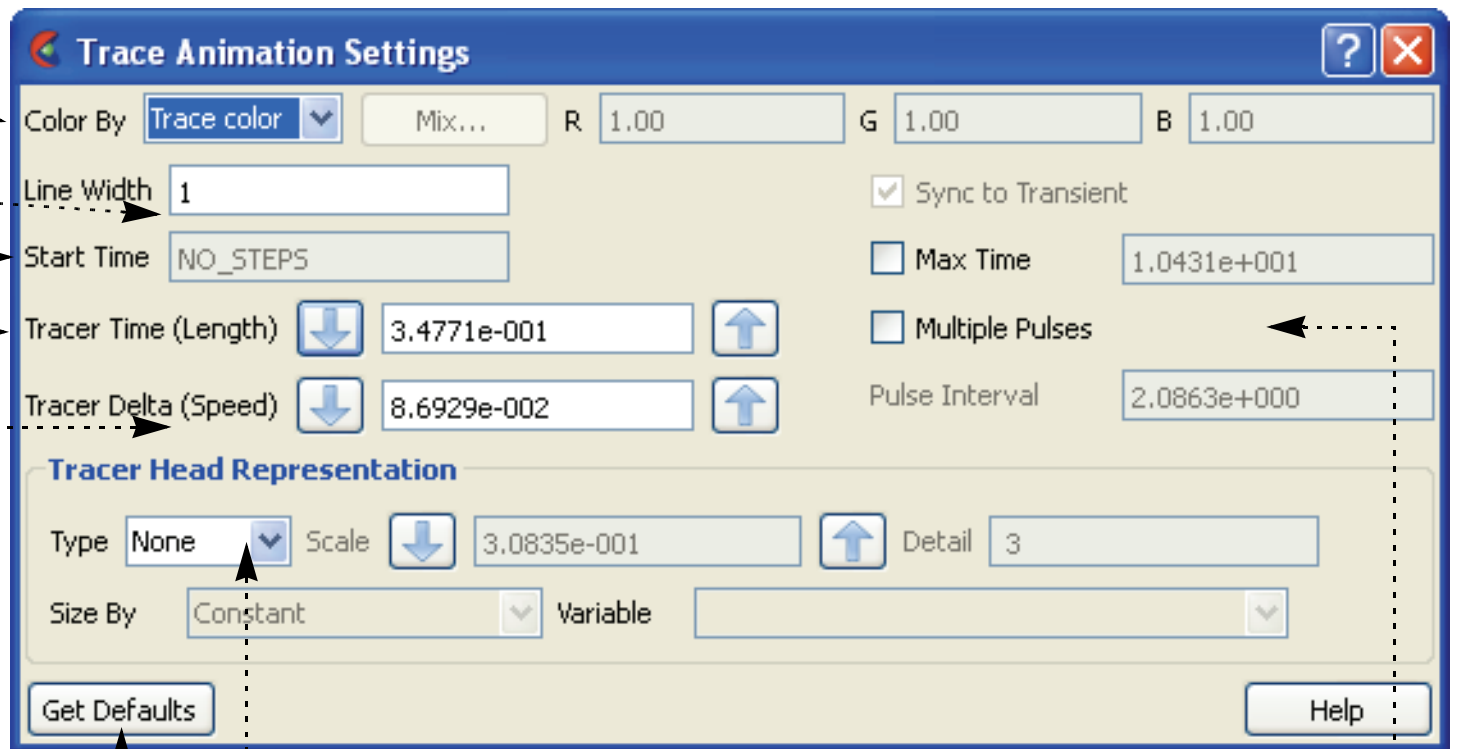 Trace Animation Settings ?
Color By Trace color Mix... R 1.00 G 1.00 B 1.00
Line Width 1 Sync to Transient
Start Time NO_STEPS Max Time 1.0431e+001
Tracer Time (Length) 3.4771e-001 Multiple Pulses
Tracer Delta (Speed) 8.6929e-002 Pulse Interval 2.0863e+000
Tracer Head Representation
Type None Scale 3.0835e-001 Detail 3
Size By Constant Variable
Get Defaults Help